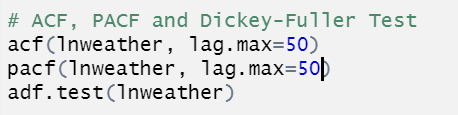 # ACF, PACF and Dickey-Fuller Test
acf(lnweather, lag.max=50)
pacf(lnweather, lag.max=50)
adf.test(lnweather)